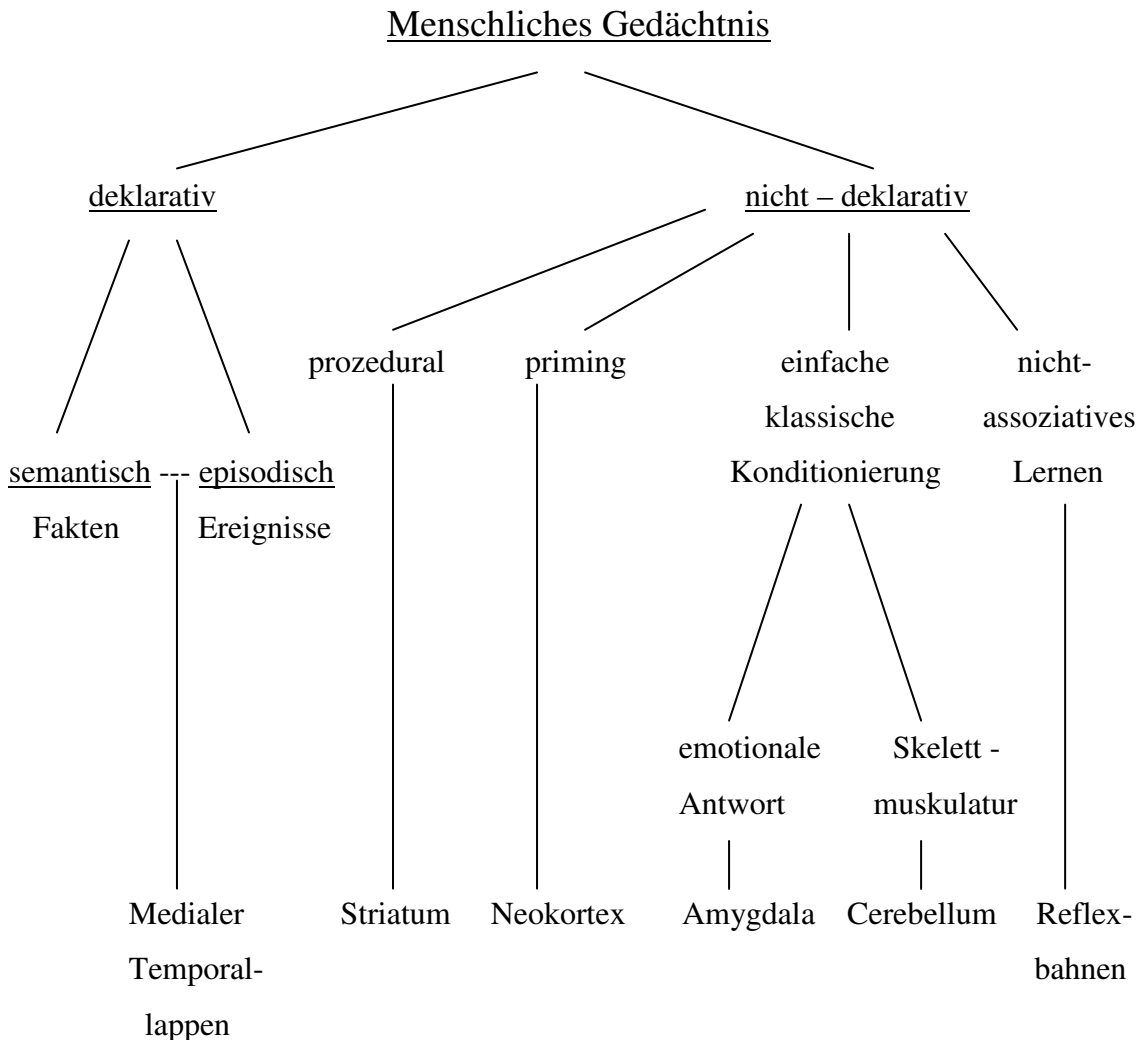 Menschliches Gedächtnis
deklarativ
nicht – deklarativ
prozedural
priming
einfache
klassische
Konditionierung
nicht-
assoziatives
Lernen
semantisch --- episodisch
Fakten
Ereignisse
emotionale
Antwort
Skelett -
muskulatur
Medialer
Temporal-
lappen
Striatum
Neokortex
Amygdala
Cerebellum
Reflex-
bahnen